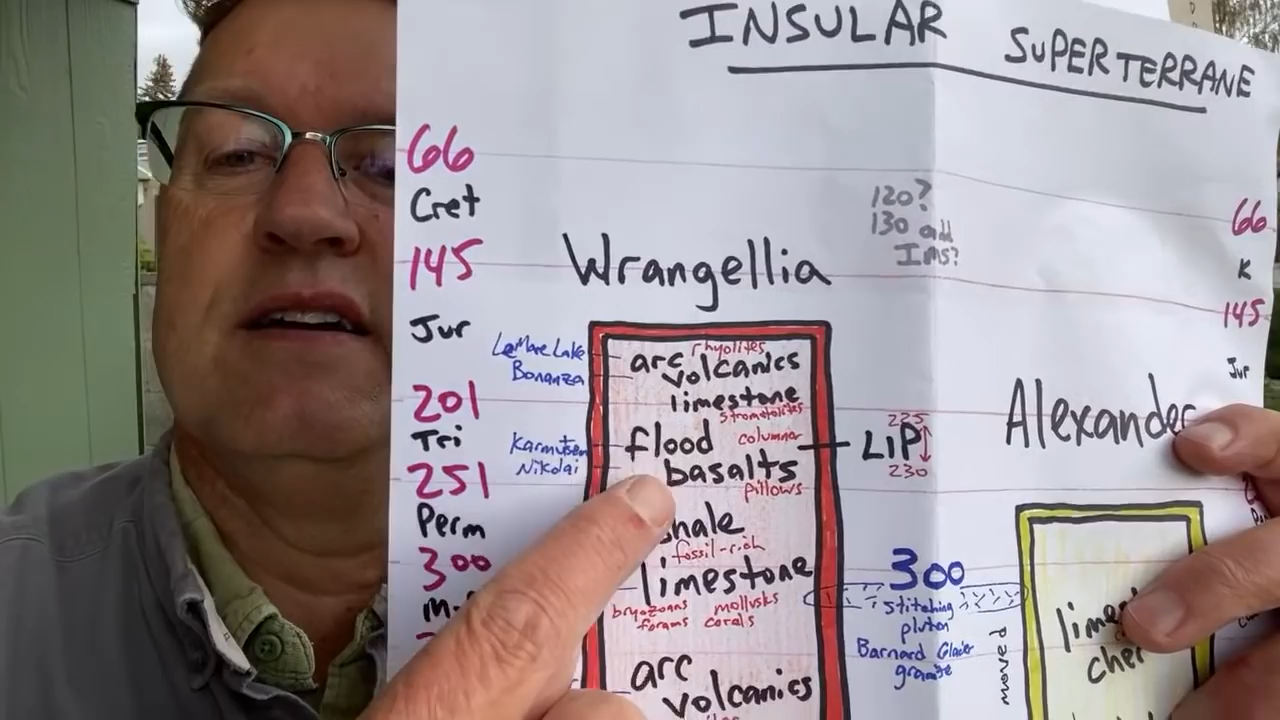 INSULAR SUPERTERRANE
66
Cret
145
Jur
201
Tri
251
Perm
300
120?
130 add
Ims?
Wrangellia
LeMare Lake
Bonanza
Karmutsen
Nikolai
rhyolites
arc
volcanics
limestone
stromatolites
flood
columnar
basalts
pillows
fossil-rich
limestone
bryozoans mollusks
forams corals
arc
volcanics
225
LIP
230
300
stitching
pluton
Barnard Glacier
granite
66
K
145
Jur
Alexander